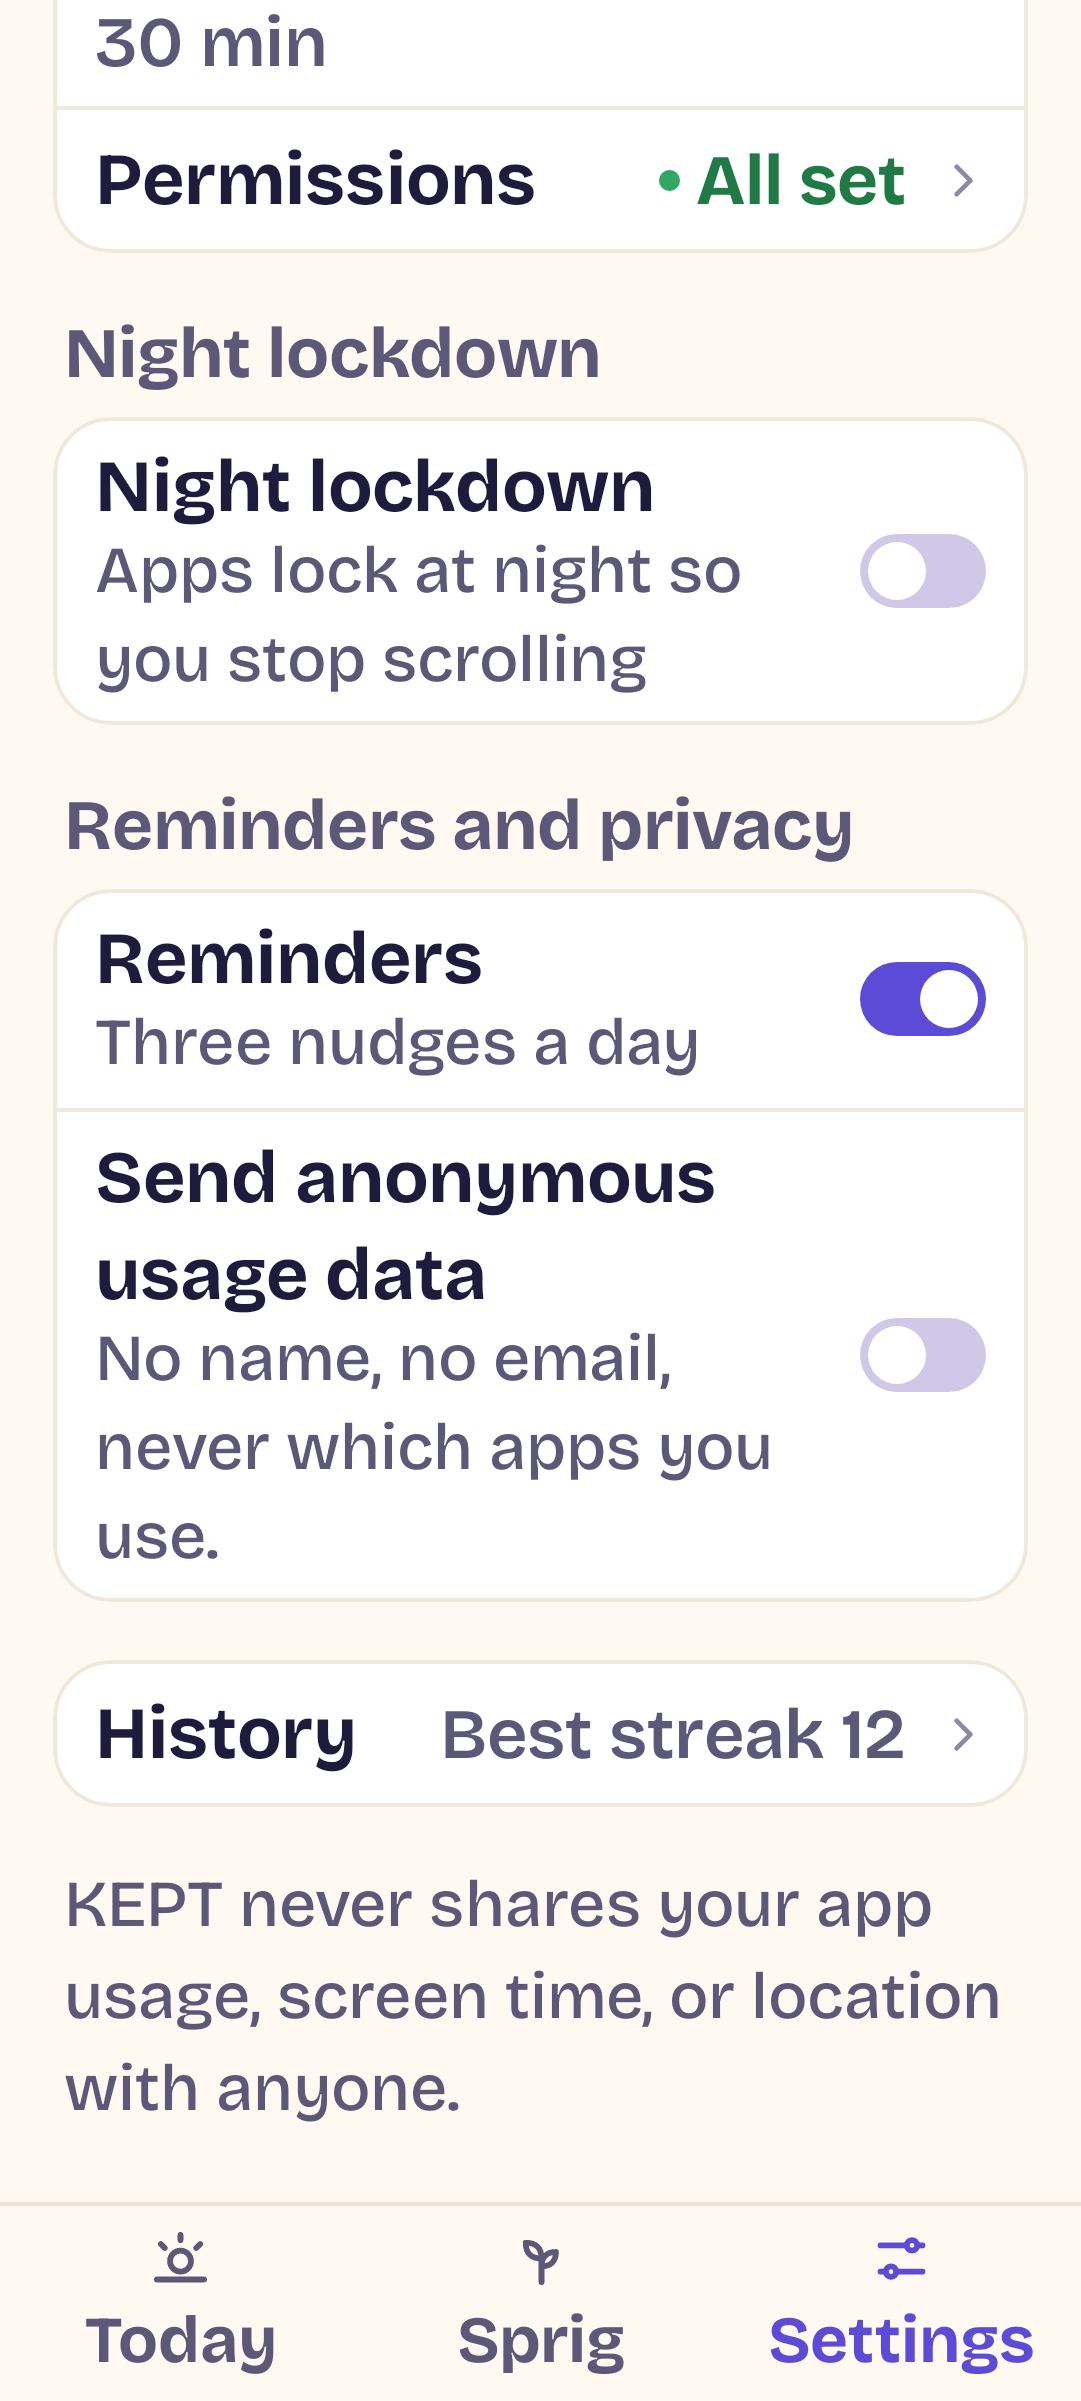 30 min
Permissions
All set
Night lockdown
Night lockdown
Apps lock at night so
you stop scrolling
Reminders and privacy
Reminders
Three nudges a day
Send anonymous
usage data
No name, no email,
never which apps you
use.
History
Best streak 12
KEPT never shares your app
usage, screen time, or location
with anyone.
Today
Sprig
Settings